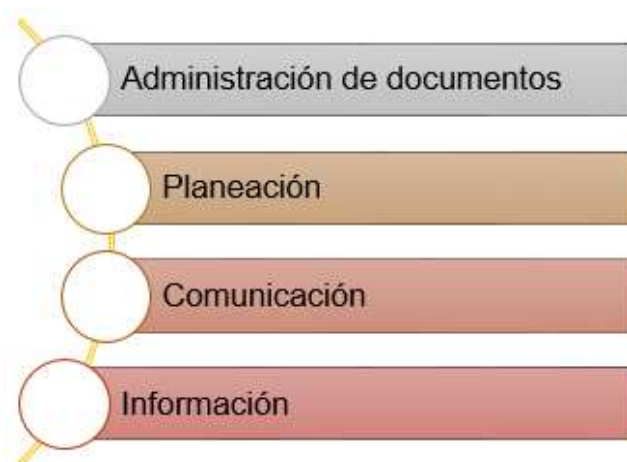 Administración de documentos
Planeación
Comunicación
Información